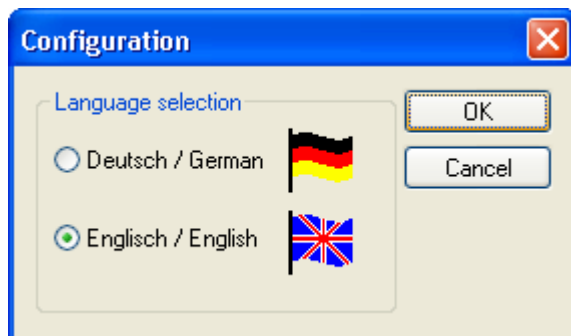 Configuration
Language selection
Deutsch / German
Englisch / English
OK
Cancel